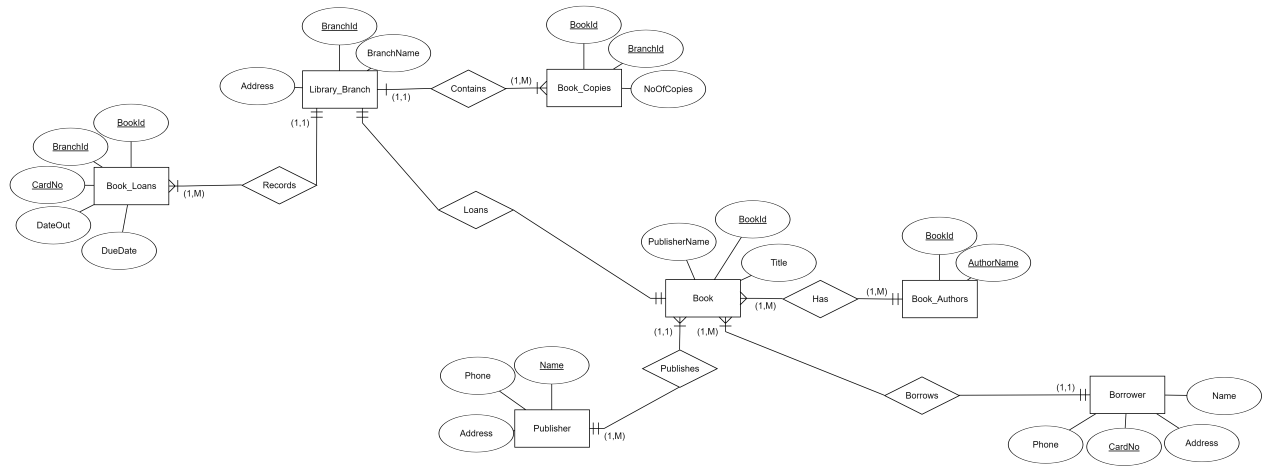 BranchId
BranchName
Address
Library_Branch
(1,1)
Contains
(1,M)
BookId
BranchId
Book_Copies
NoOfCopies
(1,1)
BookId
BranchId
CardNo
Book_Loans
(1,M)
Records
DateOut
DueDate
Loans
BookId
PublisherName
Title
Book
(1,M)
Has
(1,M)
BookId
AuthorName
Book_Authors
(1,1)
(1,M)
Publishes
Name
Phone
Address
Publisher
(1,M)
Borrows
(1,1)
Borrower
Name
Phone
CardNo
Address